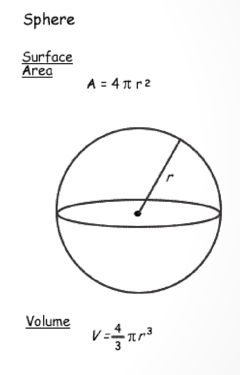 Sphere
Surface
Area
A = 4 π r²
r
Volume
V = 4/3 π r³